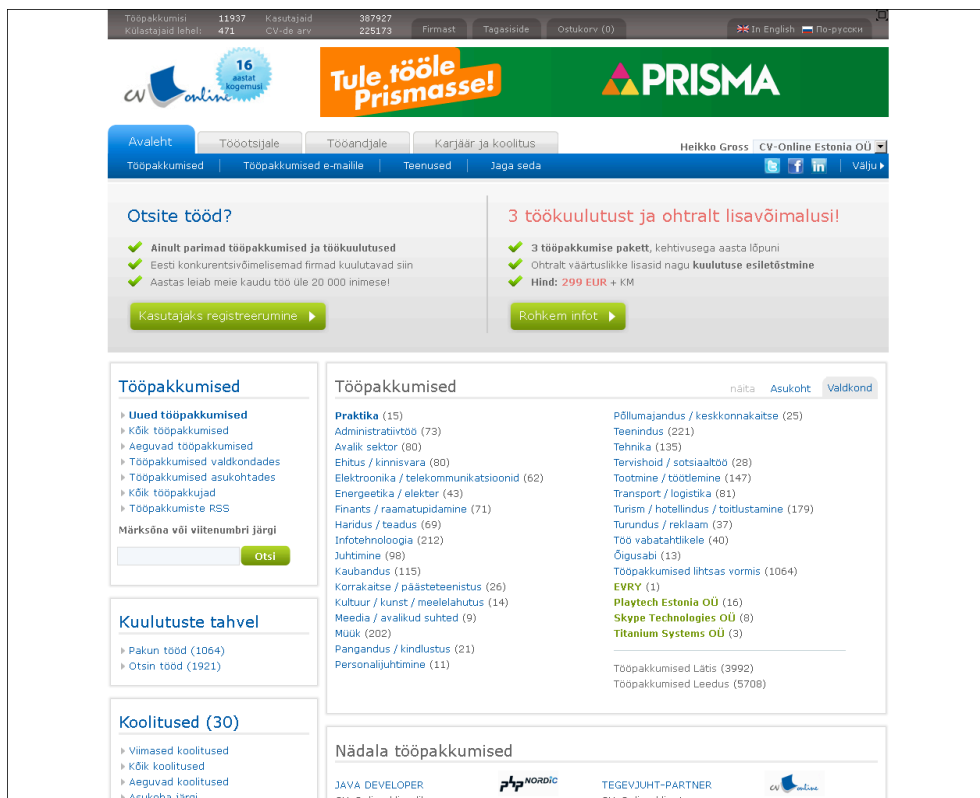 Tööpakkumisi 11937 Kasutajaid 387927
Külastajaid lehel: 471 CV-de arv 225173
Firmast Tagasiside Ostukorv (0) In English По-русски
cv online
16 aastat kogemusi
Tule tööle Prismasse!
PRISMA
Avaleht Tööotsijale Tööandjale Karjäär ja koolitus
Heikko Gross CV-Online Estonia OÜ
Tööpakkumised Tööpakkumised e-mailile Teenused Jaga seda Välju
Otsite tööd?
Ainult parimad tööpakkumised ja töökuulutused
Eesti konkurentsivõimelisemad firmad kuulutavad siin
Aastas leiab meie kaudu töö üle 20 000 inimese!
Kasutajaks registreerumine
3 töökuulutust ja ohtralt lisavõimalusi!
3 tööpakkumise pakett, kehtivusega aasta lõpuni
Ohtralt väärtuslikke lisasid nagu kuulutuse esiletõstmine
Hind: 299 EUR + KM
Rohkem infot
Tööpakkumised
Uued tööpakkumised
Kõik tööpakkumised
Aeguvad tööpakkumised
Tööpakkumised valdkondades
Tööpakkumised asukohtades
Kõik tööpakkujad
Tööpakkumiste RSS
Märksõna või viitenumbri järgi
Otsi
Kuulutuste tahvel
Pakun tööd (1064)
Otsin tööd (1921)
Koolitused (30)
Viimased koolitused
Kõik koolitused
Aeguvad koolitused
Asukoha järgi
Tööpakkumised
näita Asukoht Valdkond
Praktika (15)
Administratiivtöö (73)
Avalik sektor (80)
Ehitus / kinnisvara (80)
Elektroonika / telekommunikatsioonid (62)
Energeetika / elekter (43)
Finants / raamatupidamine (71)
Haridus / teadus (69)
Infotehnoloogia (212)
Juhtimine (98)
Kaubandus (115)
Korrakaitse / päästeteenistus (26)
Kultuur / kunst / meelelahutus (14)
Meedia / avalikud suhted (9)
Müük (202)
Pangandus / kindlustus (21)
Personalijuhtimine (11)
Põllumajandus / keskkonnakaitse (25)
Teenindus (221)
Tehnika (135)
Tervishoid / sotsiaaltöö (28)
Tootmine / töötlemine (147)
Transport / logistika (81)
Turism / hotellindus / toitlustamine (179)
Turundus / reklaam (37)
Töö vabatahtlikele (40)
Õigusabi (13)
Tööpakkumised lihtsas vormis (1064)
EVRY (1)
Playtech Estonia OÜ (16)
Skype Technologies OÜ (8)
Titanium Systems OÜ (3)
Tööpakkumised Lätis (3992)
Tööpakkumised Leedus (5708)
Nädala tööpakkumised
JAVA DEVELOPER
php NORDIC
TEGEVJUHT-PARTNER
cv online